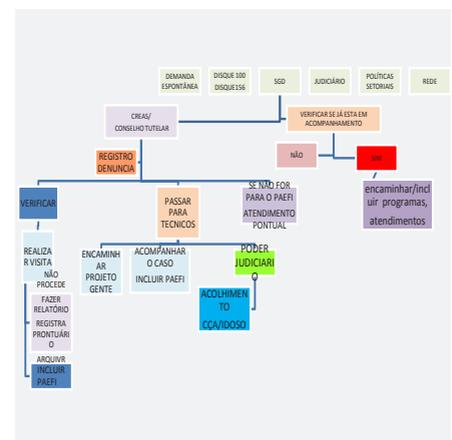 DEMANDA
ESPONTÂNEA
DISQUE 100
DISQUE156
SGD
JUDICIÁRIO
POLÍTICAS
SETORIAIS
REDE
CREAS/
CONSELHO TUTELAR
VERIFICAR SE JÁ ESTA EM
ACOMPANHAMENTO
REGISTRO
DENUNCIA
NÃO
SIM
VERIFICAR
PASSAR
PARA
TECNICOS
SE NÃO FOR
PARA O PAEFI
ATENDIMENTO
PONTUAL
encaminhar/incl
uir programas,
atendimentos
REALIZA
R VISITA
NÃO
PROCEDE
ENCAMINH
AR
PROJETO
GENTE
ACOMPANHAR
O CASO
INCLUIR PAEFI
PODER
JUDICIARI
O
FAZER
RELATÓRIO
REGISTRA
PRONTUÁRI
O
ACOLHIMEN
TO
CÇA/IDOSO
ARQUIVR
INCLUIR
PAEFI